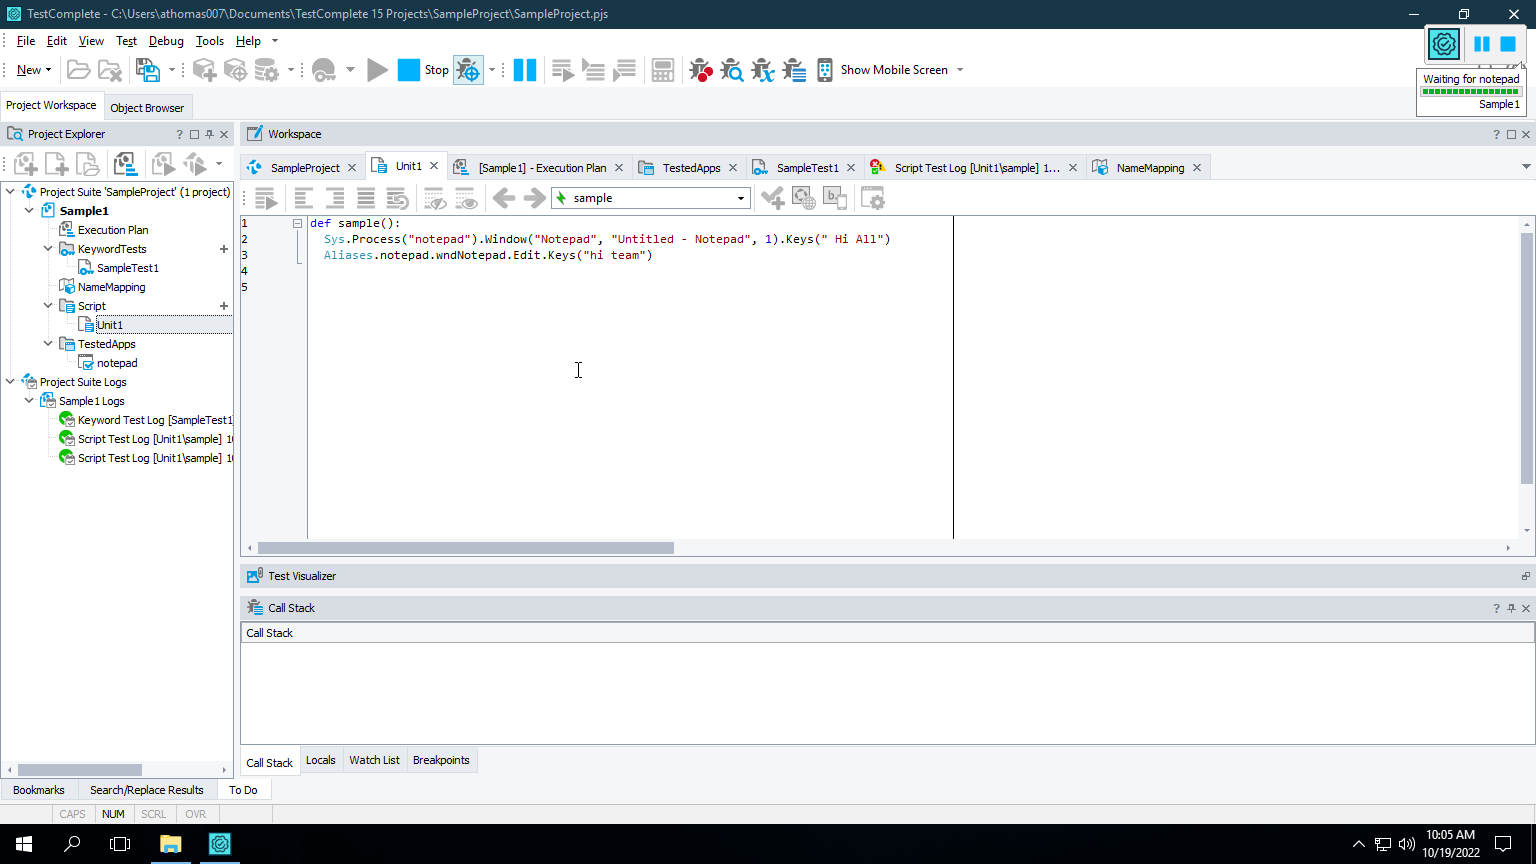 TestComplete - C:\Users\athomas007\Documents\TestComplete 15 Projects\SampleProject\SampleProject.pjs
File Edit View Test Debug Tools Help
New Stop Show Mobile Screen
Waiting for notepad
Sample1
Project Workspace Object Browser
Project Explorer ?
Workspace ?
SampleProject Unit1 [Sample1] - Execution Plan TestedApps SampleTest1 Script Test Log [Unit1\sample] 1... NameMapping
sample
Project Suite 'SampleProject' (1 project)
Sample1
Execution Plan
KeywordTests +
SampleTest1
NameMapping
Script +
Unit1
TestedApps
notepad
Project Suite Logs
Sample1 Logs
Keyword Test Log [SampleTest1
Script Test Log [Unit1\sample] 10
Script Test Log [Unit1\sample] 10
1 def sample():
2 Sys.Process("notepad").Window("Notepad", "Untitled - Notepad", 1).Keys(" Hi All")
3 Aliases.notepad.wndNotepad.Edit.Keys("hi team")
4
5
Test Visualizer
Call Stack ?
Call Stack
Call Stack Locals Watch List Breakpoints
Bookmarks Search/Replace Results To Do
CAPS NUM SCRL OVR
10:05 AM
10/19/2022